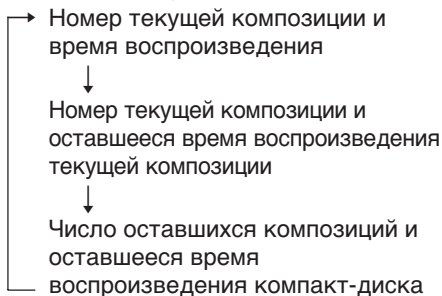 Номер текущей композиции и
время воспроизведения
Номер текущей композиции и
оставшееся время воспроизведения
текущей композиции
Число оставшихся композиций и
оставшееся время
воспроизведения компакт-диска